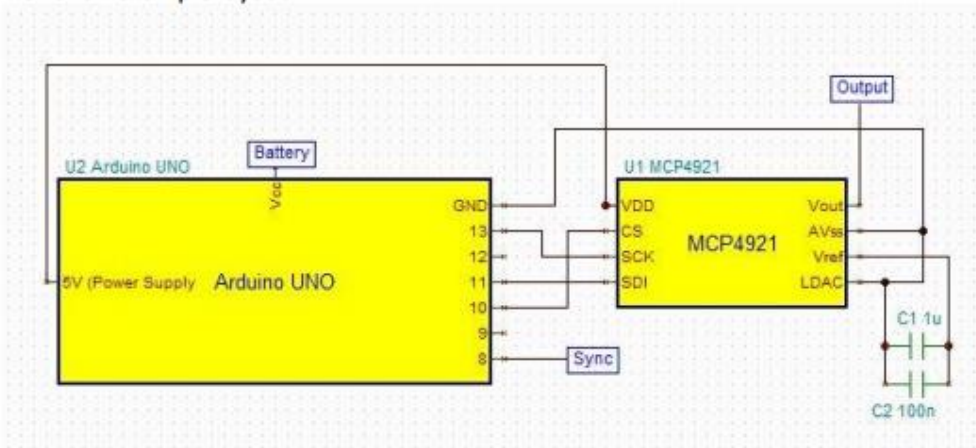 Output
Battery
U2 Arduino UNO
U1 MCP4921
Vcc
GND
VDD
Vout
13
CS
AVss
MCP4921
12
SCK
Vref
5V (Power Supply
Arduino UNO
11
SDI
LDAC
10
C1 1u
9
8
Sync
C2 100n